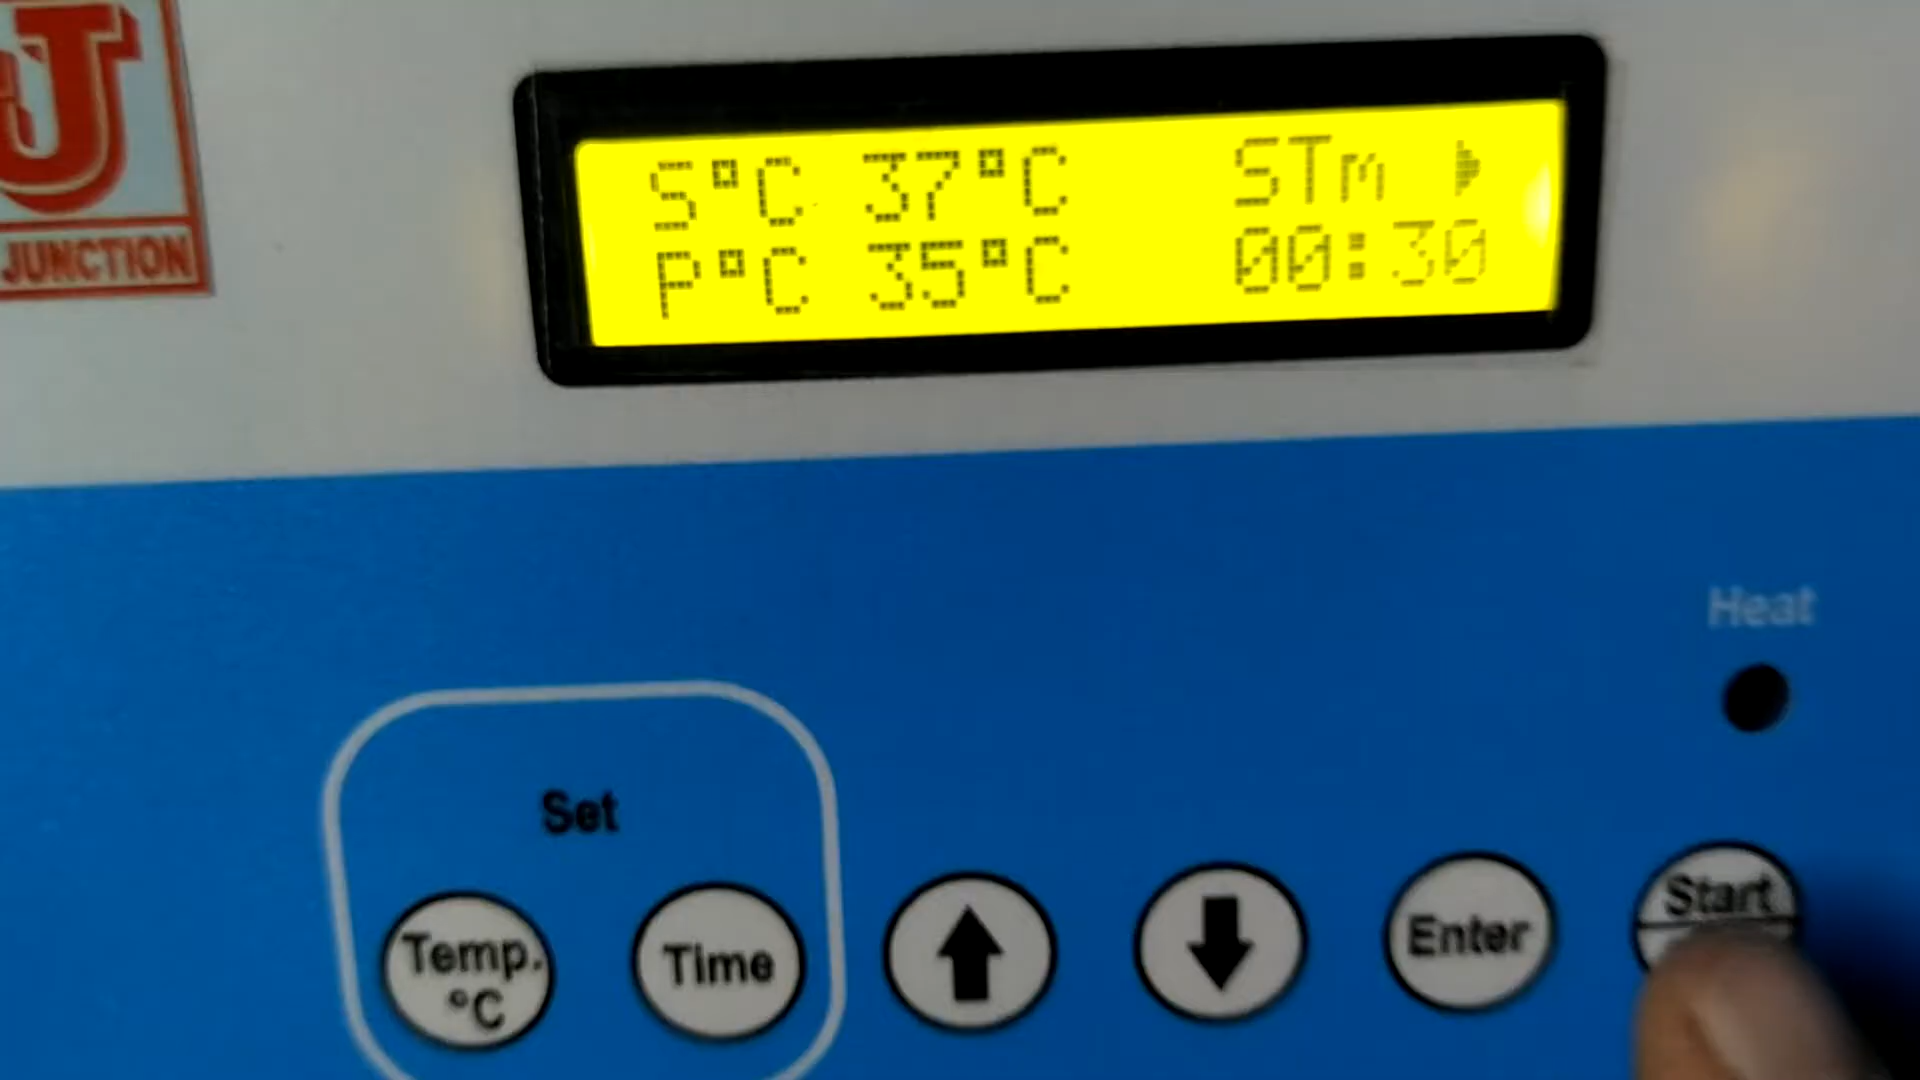 J
JUNCTION
S°C 37°C STm
P°C 35°C 00:30
Heat
Set
Temp.
°C
Time
Enter
Start